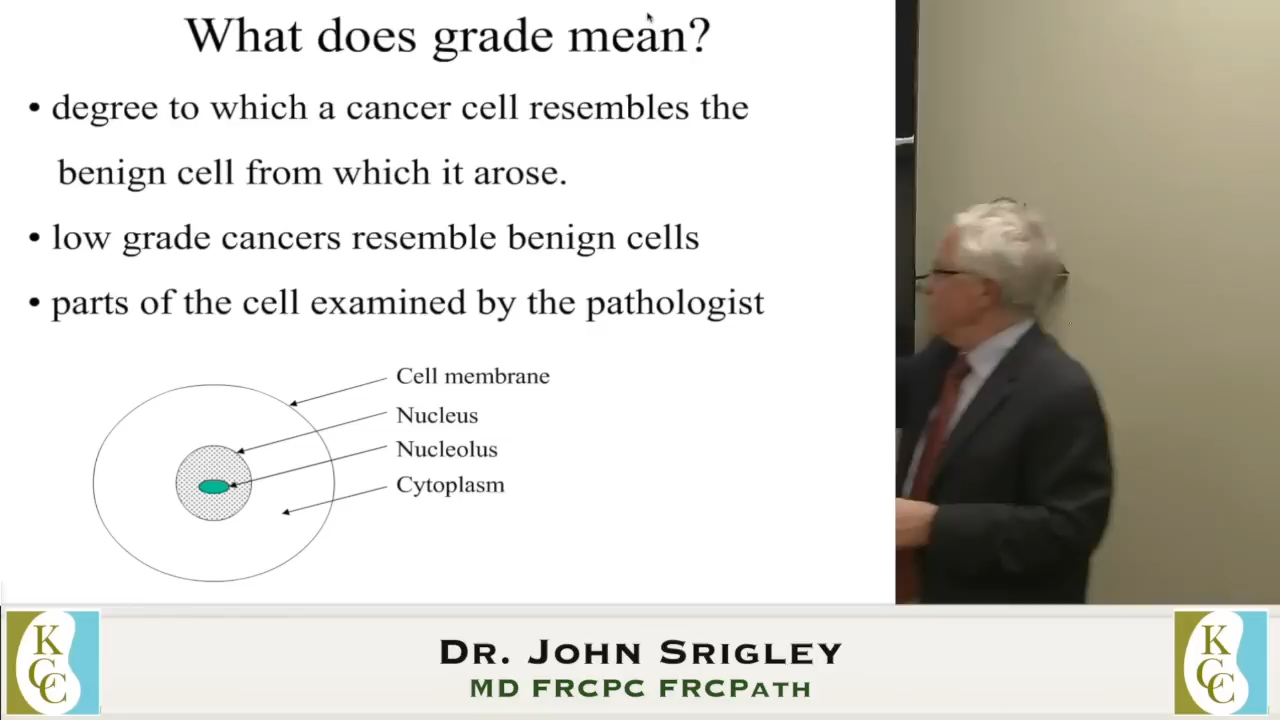 What does grade mean?
• degree to which a cancer cell resembles the
benign cell from which it arose.
• low grade cancers resemble benign cells
• parts of the cell examined by the pathologist
Cell membrane
Nucleus
Nucleolus
Cytoplasm
KCC
Dr. John Srigley
MD FRCPC FRCPath
KCC